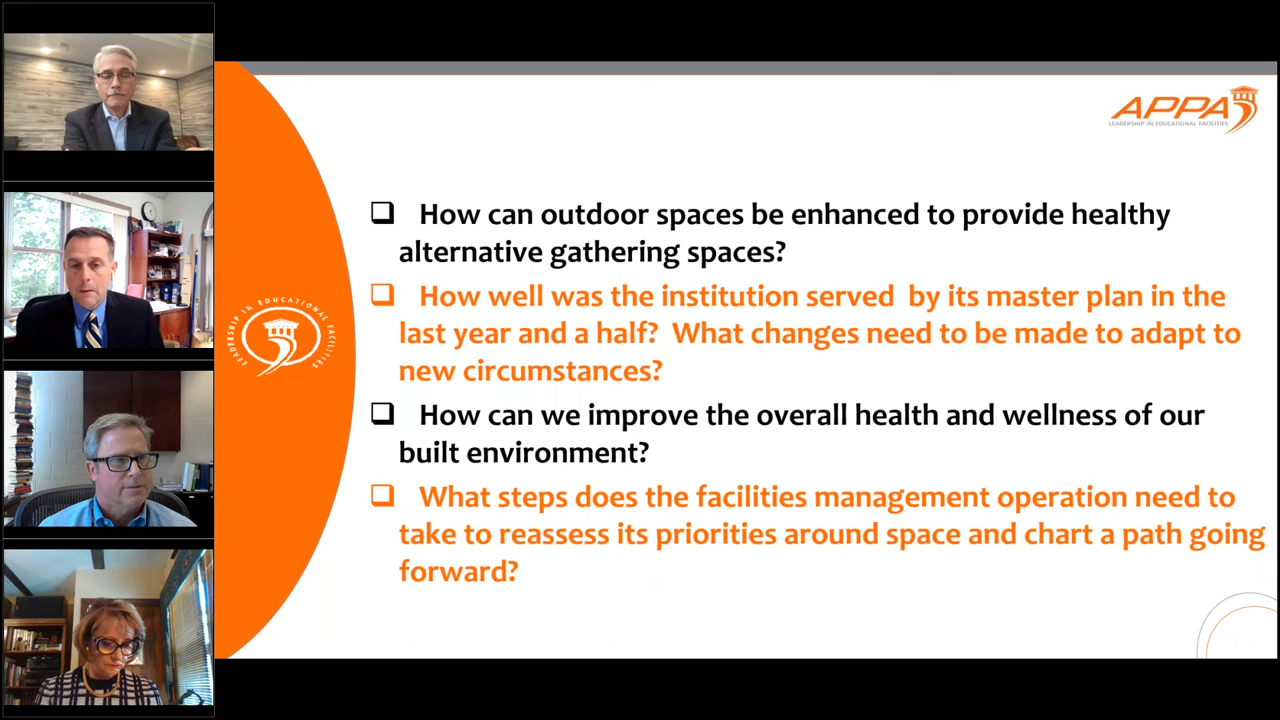 APPA
LEADERSHIP IN EDUCATIONAL FACILITIES
❑ How can outdoor spaces be enhanced to provide healthy
alternative gathering spaces?
❑ How well was the institution served by its master plan in the
last year and a half? What changes need to be made to adapt to
new circumstances?
LEADERSHIP IN EDUCATIONAL FACILITIES
❑ How can we improve the overall health and wellness of our
built environment?
❑ What steps does the facilities management operation need to
take to reassess its priorities around space and chart a path going
forward?